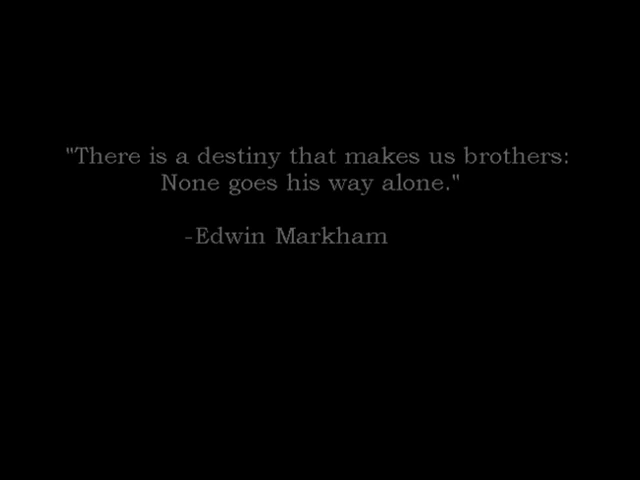 "There is a destiny that makes us brothers:
None goes his way alone."
-Edwin Markham